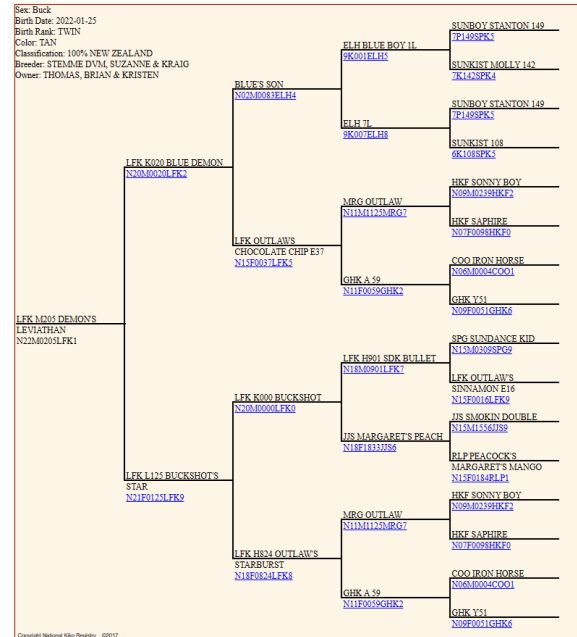 Sex: Buck
Birth Date: 2022-01-25
Birth Rank: TWIN
Color: TAN
Classification: 100% NEW ZEALAND
Breeder: STEMME DVM, SUZANNE & KRAIG
Owner: THOMAS, BRIAN & KRISTEN
LFK M205 DEMON'S
LEVIATHAN
N22M0205LFK1
LFK K020 BLUE DEMON
N20M0020LFK2
LFK L125 BUCKSHOT'S
STAR
N21F0125LFK9
BLUE'S SON
N02M0083ELH4
LFK OUTLAWS
CHOCOLATE CHIP E37
N15F0037LFK5
LFK K000 BUCKSHOT
N20M0000LFK0
LFK H824 OUTLAW'S
STARBURST
N18F0824LFK8
ELH BLUE BOY 1L
9K001ELH5
ELH 7L
9K007ELH8
MRG OUTLAW
N11M1125MRG7
GHK A 59
N11F0059GHK2
LFK H901 SDK BULLET
N18M0901LFK7
JJS MARGARET'S PEACH
N18F1833JJS6
MRG OUTLAW
N11M1125MRG7
GHK A 59
N11F0059GHK2
SUNBOY STANTON 149
7P149SPK5
SUNKIST MOLLY 142
7K142SPK4
SUNBOY STANTON 149
7P149SPK5
SUNKIST 108
6K108SPK5
HKF SONNY BOY
N09M0239HKF2
HKF SAPHIRE
N07F0098HKF0
COO IRON HORSE
N06M0004COO1
GHK Y51
N09F0051GHK6
SPG SUNDANCE KID
N15M0309SPG9
LFK OUTLAW'S
SINNAMON E16
N15F0016LFK9
JJS SMOKIN DOUBLE
N15M1556JJS9
RLP PEACOCK'S
MARGARET'S MANGO
N15F0184RLP1
HKF SONNY BOY
N09M0239HKF2
HKF SAPHIRE
N07F0098HKF0
COO IRON HORSE
N06M0004COO1
GHK Y51
N09F0051GHK6
Copyright National Kiko Registry ©2017